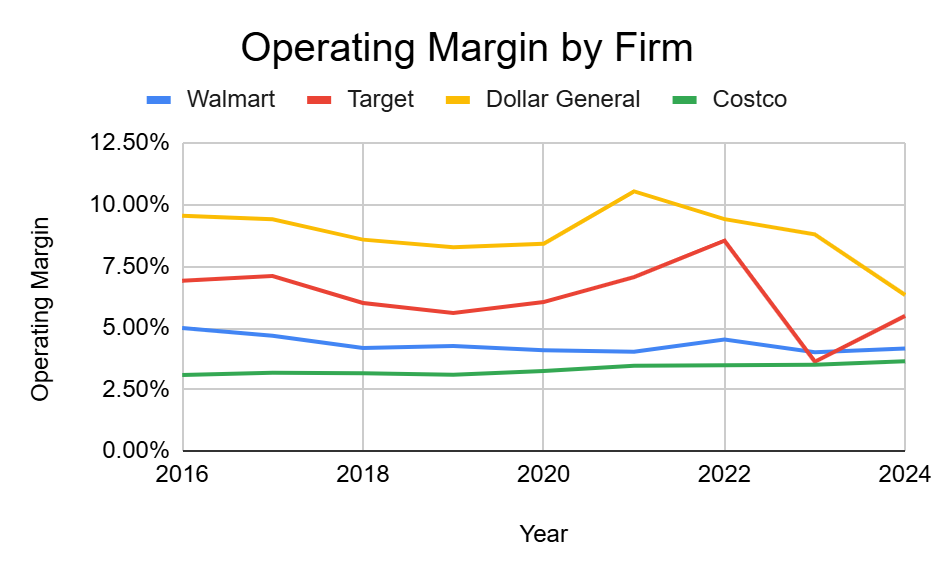 Operating Margin by Firm
Walmart Target Dollar General Costco
12.50%
10.00%
7.50%
5.00%
2.50%
0.00%
Operating Margin
2016 2018 2020 2022 2024
Year